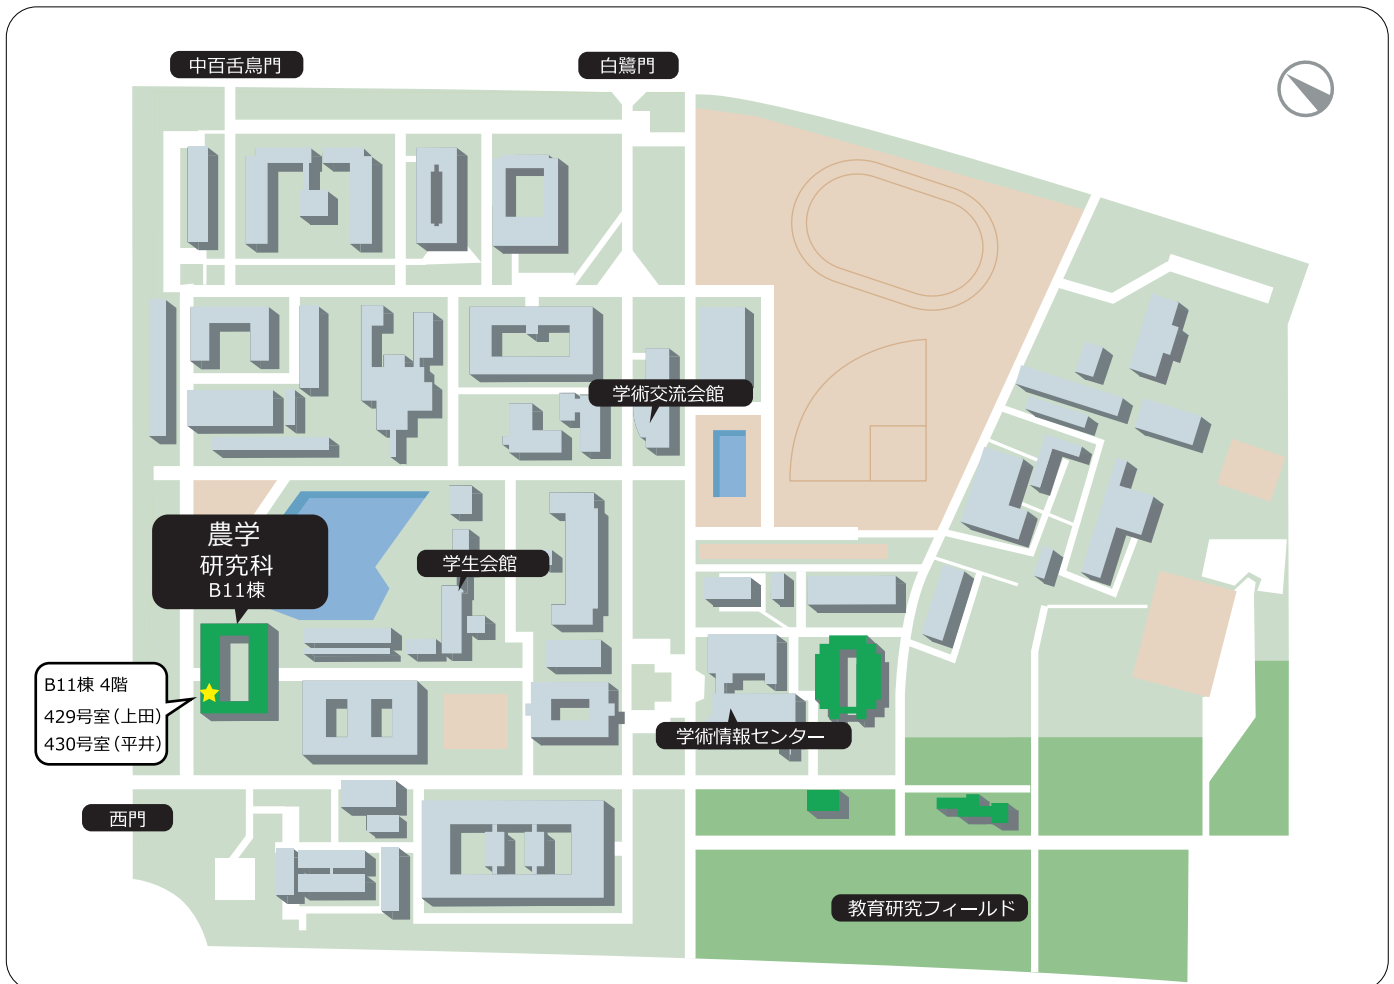 中百舌鳥門
白鷺門
学術交流会館
農学
研究科
B11棟
学生会館
B11棟 4階
429号室（上田）
430号室（平井）
学術情報センター
西門
教育研究フィールド